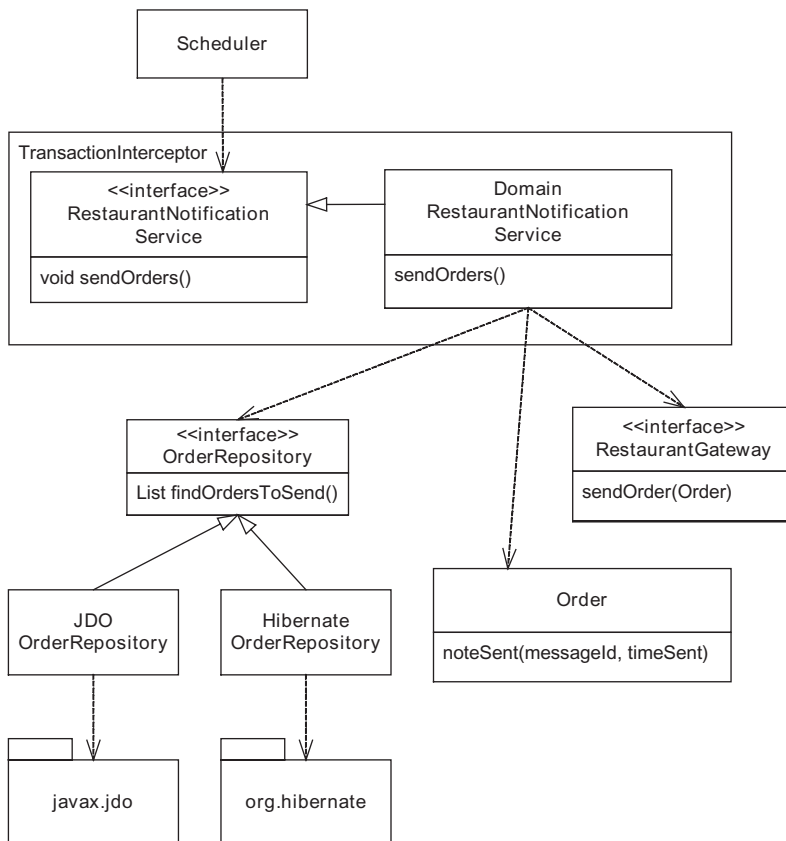 Scheduler
TransactionInterceptor
<<interface>>
RestaurantNotification
Service
void sendOrders()
Domain
RestaurantNotification
Service
sendOrders()
<<interface>>
OrderRepository
List findOrdersToSend()
<<interface>>
RestaurantGateway
sendOrder(Order)
JDO
OrderRepository
Hibernate
OrderRepository
Order
noteSent(messageId, timeSent)
javax.jdo
org.hibernate